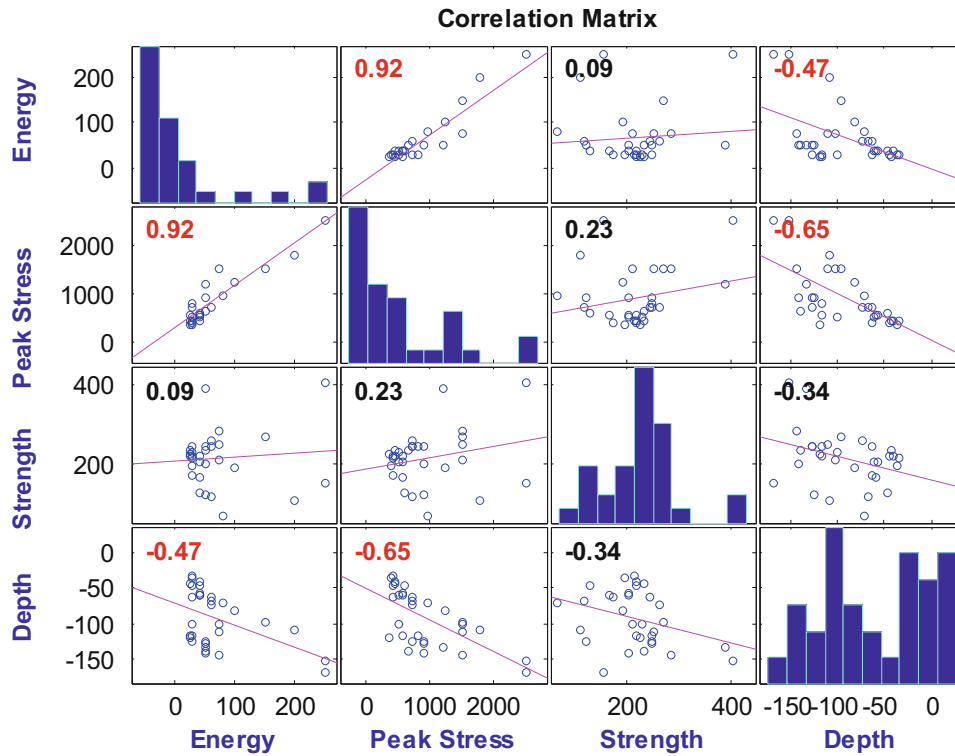 Correlation Matrix
Energy
200
100
0
0.92
0.09
-0.47
Peak Stress
2000
1000
0
0.92
0.23
-0.65
Strength
400
200
0.09
0.23
-0.34
Depth
0
-50
-100
-150
-0.47
-0.65
-0.34
0 100 200
0 1000 2000
200 400
-150 -100 -50 0
Energy
Peak Stress
Strength
Depth